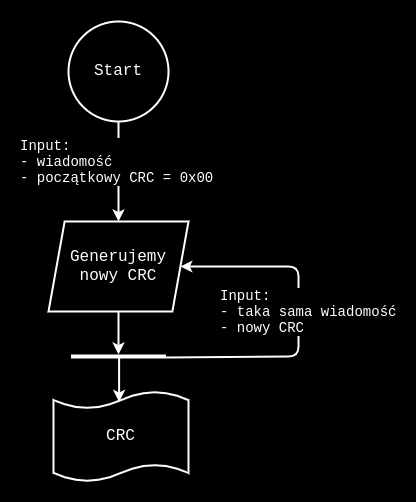 Start
Input:
- wiadomość
- początkowy CRC = 0x00
Generujemy
nowy CRC
Input:
- taka sama wiadomość
- nowy CRC
CRC